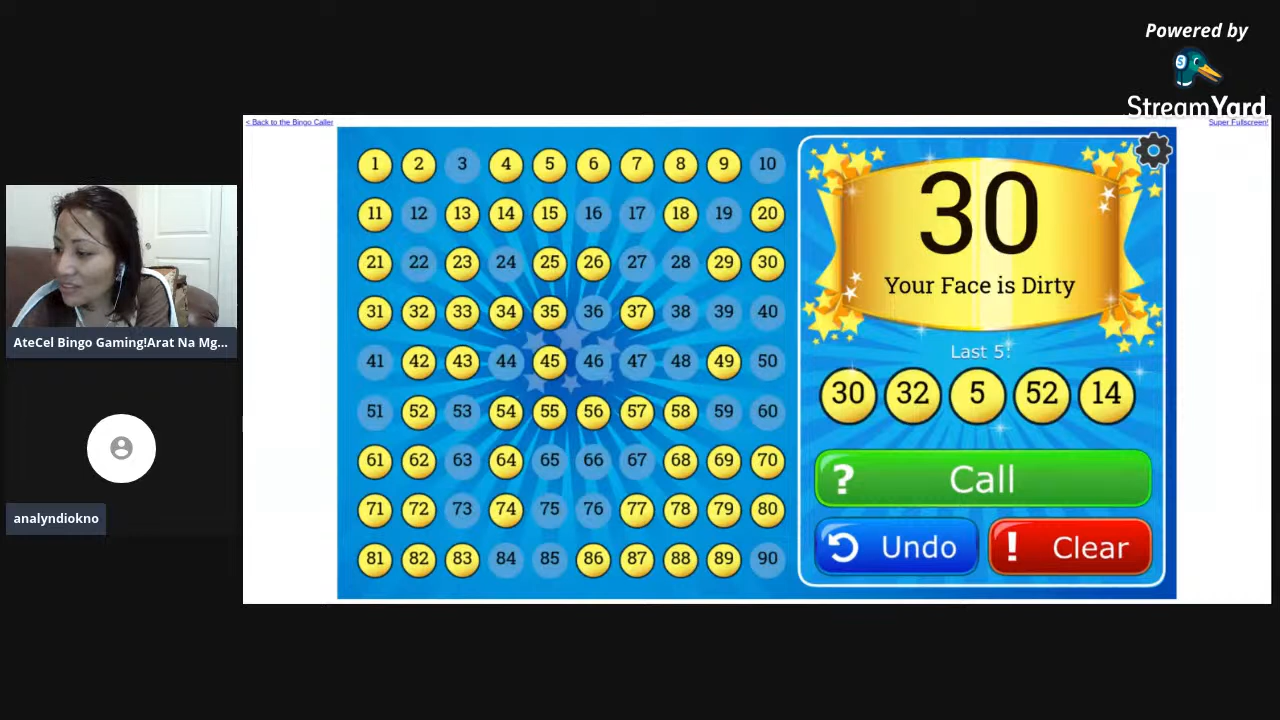 Powered by
StreamYard
< Back to the Bingo Caller
Super Fullscreen!
1 2 3 4 5 6 7 8 9 10
11 12 13 14 15 16 17 18 19 20
21 22 23 24 25 26 27 28 29 30
31 32 33 34 35 36 37 38 39 40
41 42 43 44 45 46 47 48 49 50
51 52 53 54 55 56 57 58 59 60
61 62 63 64 65 66 67 68 69 70
71 72 73 74 75 76 77 78 79 80
81 82 83 84 85 86 87 88 89 90
30
Your Face is Dirty
Last 5:
30 32 5 52 14
? Call
Undo
! Clear
AteCel Bingo Gaming!Arat Na Mg...
analyndiokno